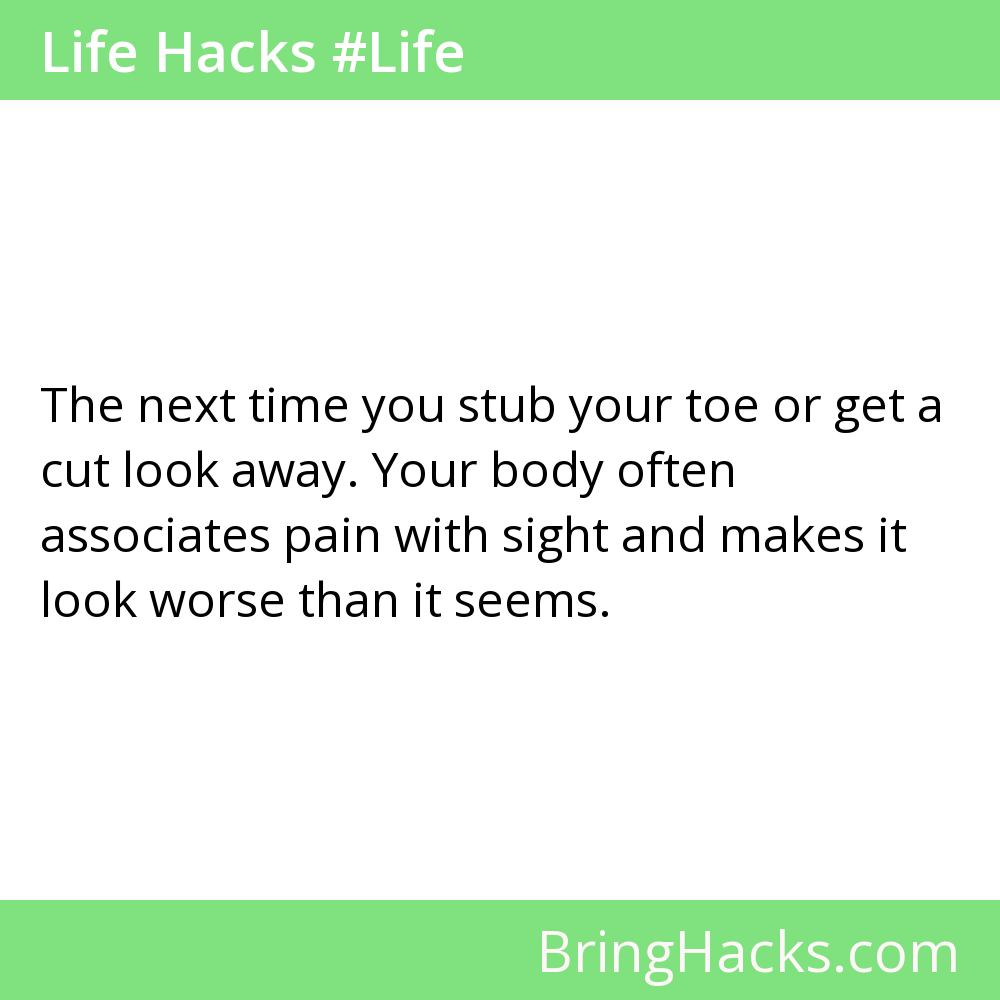 Life Hacks #Life
The next time you stub your toe or get a
cut look away. Your body often
associates pain with sight and makes it
look worse than it seems.
BringHacks.com